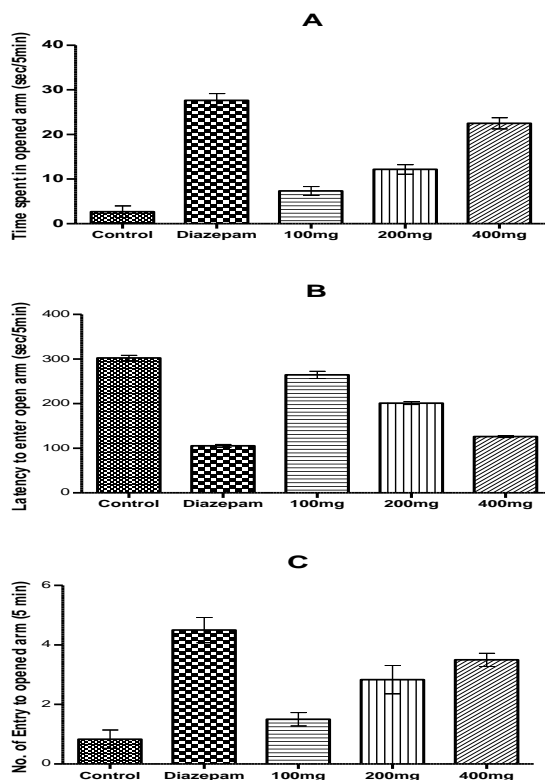 A
Time spent in opened arm (sec/5min)
40
30
20
10
0
Control Diazepam 100mg 200mg 400mg
B
Latency to enter open arm (sec/5min)
400
300
200
100
0
Control Diazepam 100mg 200mg 400mg
C
No. of Entry to opened arm (5 min)
6
4
2
0
Control Diazepam 100mg 200mg 400mg